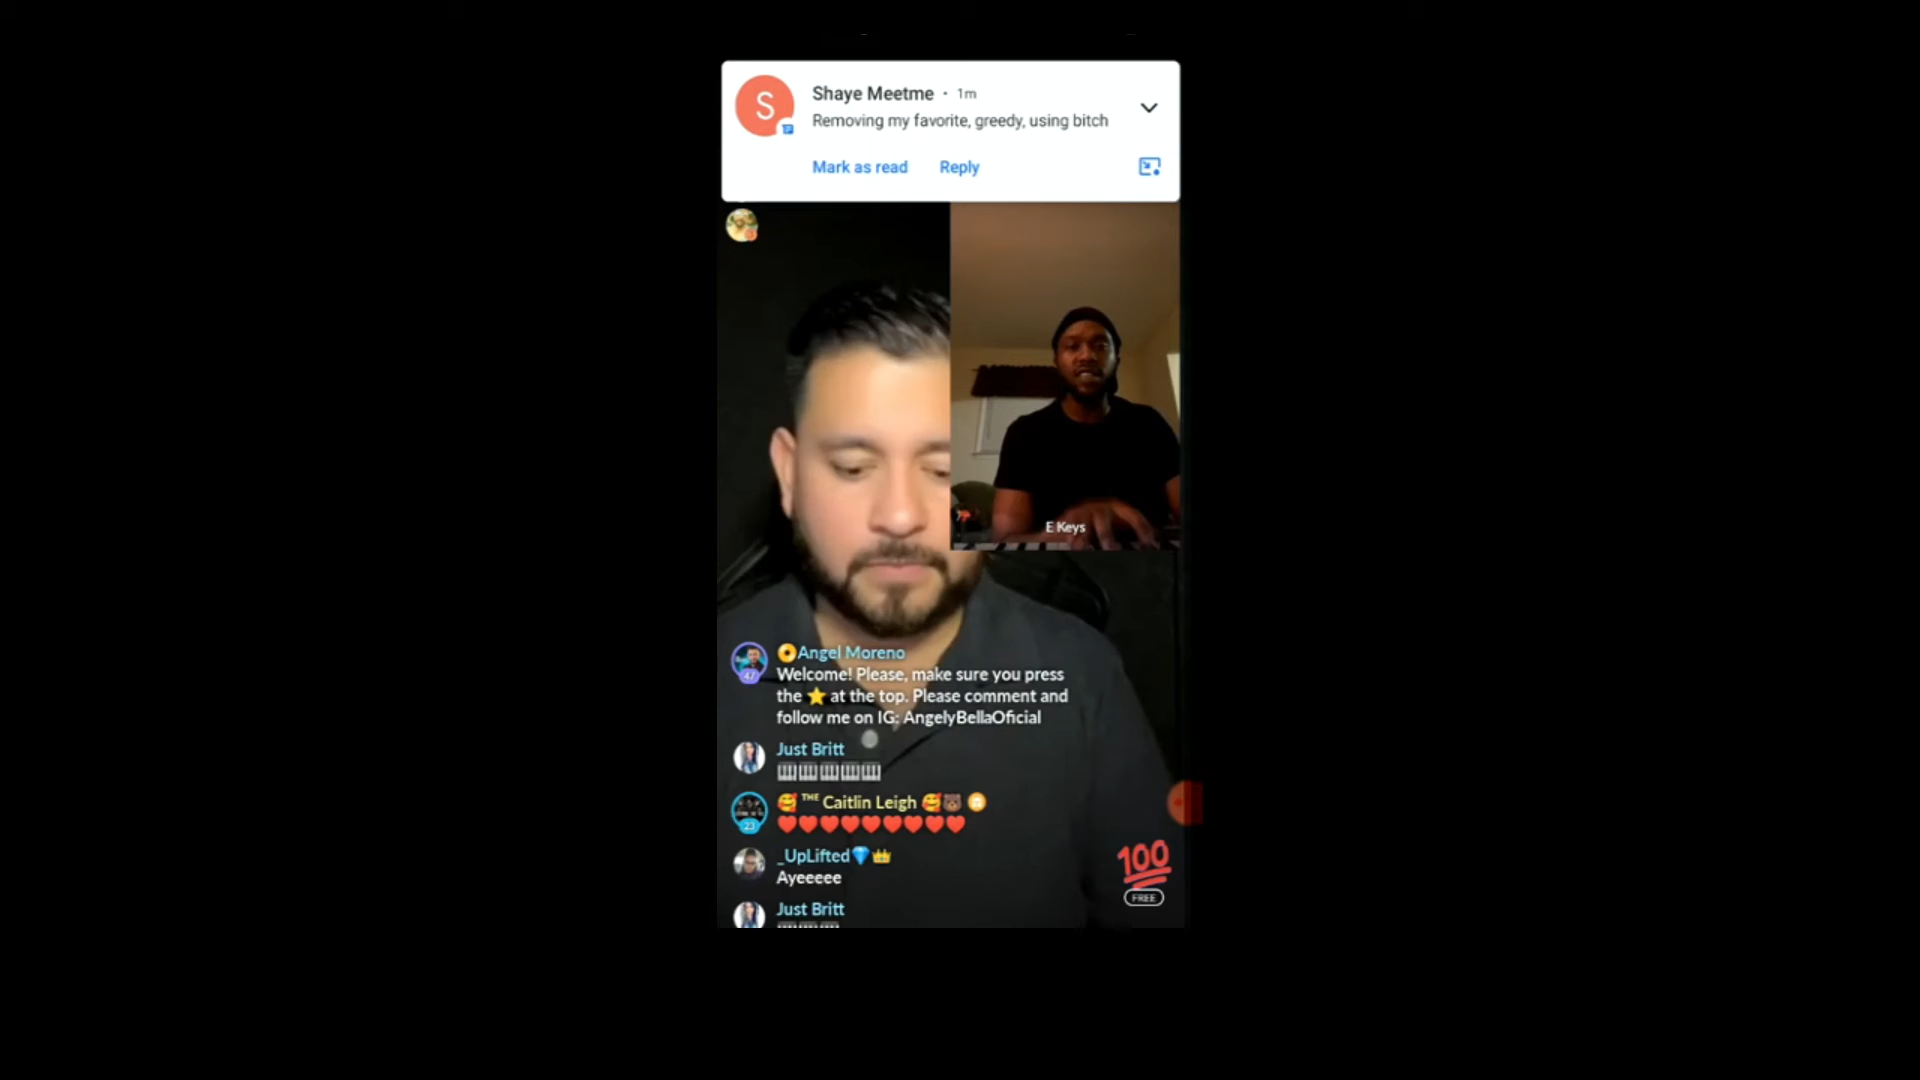 S
Shaye Meetme · 1m
Removing my favorite, greedy, using bitch
Mark as read Reply
E Keys
Angel Moreno
47
Welcome! Please, make sure you press
the ⭐ at the top. Please comment and
follow me on IG: AngelyBellaOficial
Just Britt
🎹🎹🎹🎹🎹
🥰 ᵀᴴᴱ Caitlin Leigh 🥰🐻
23
❤️❤️❤️❤️❤️❤️❤️❤️❤️
_UpLifted💎👑
Ayeeeee
100
FREE
Just Britt